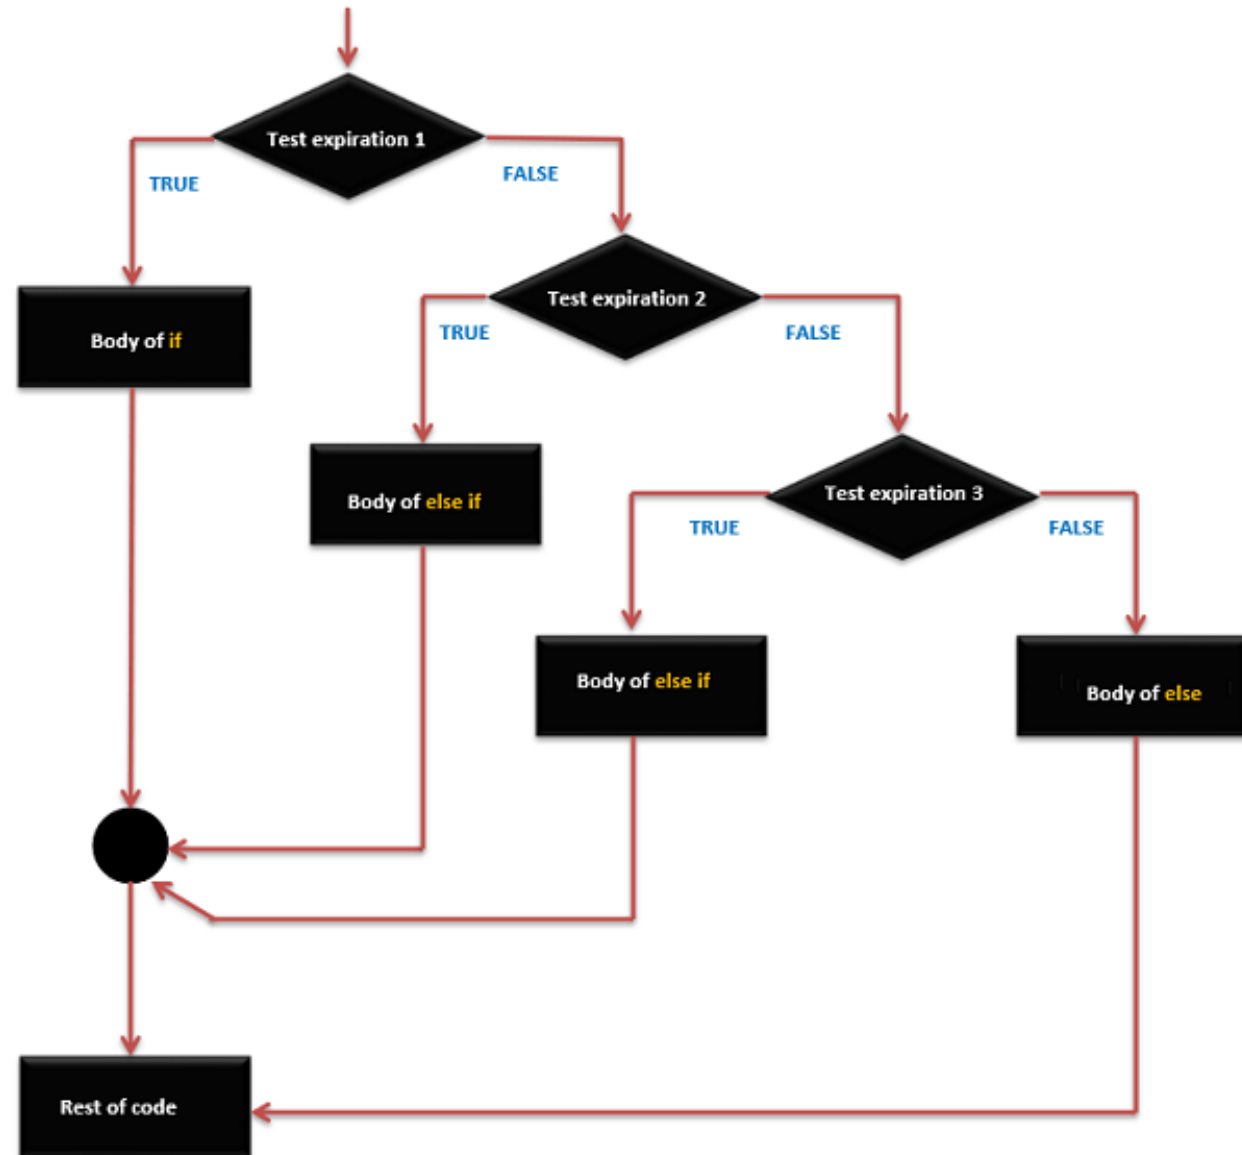 Test expiration 1
TRUE
FALSE
Test expiration 2
TRUE
FALSE
Body of if
Test expiration 3
Body of else if
TRUE
FALSE
Body of else if
Body of else
Rest of code